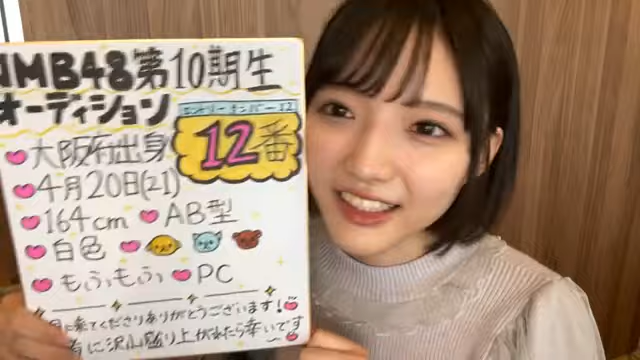 NMB48第10期生
オーディション
エントリーナンバー12
12番
大阪府出身
4月20日(21)
164cm AB型
白色
もふもふ PC
に来てくださりありがとうございます!
に沢山盛り上がれたら幸いです